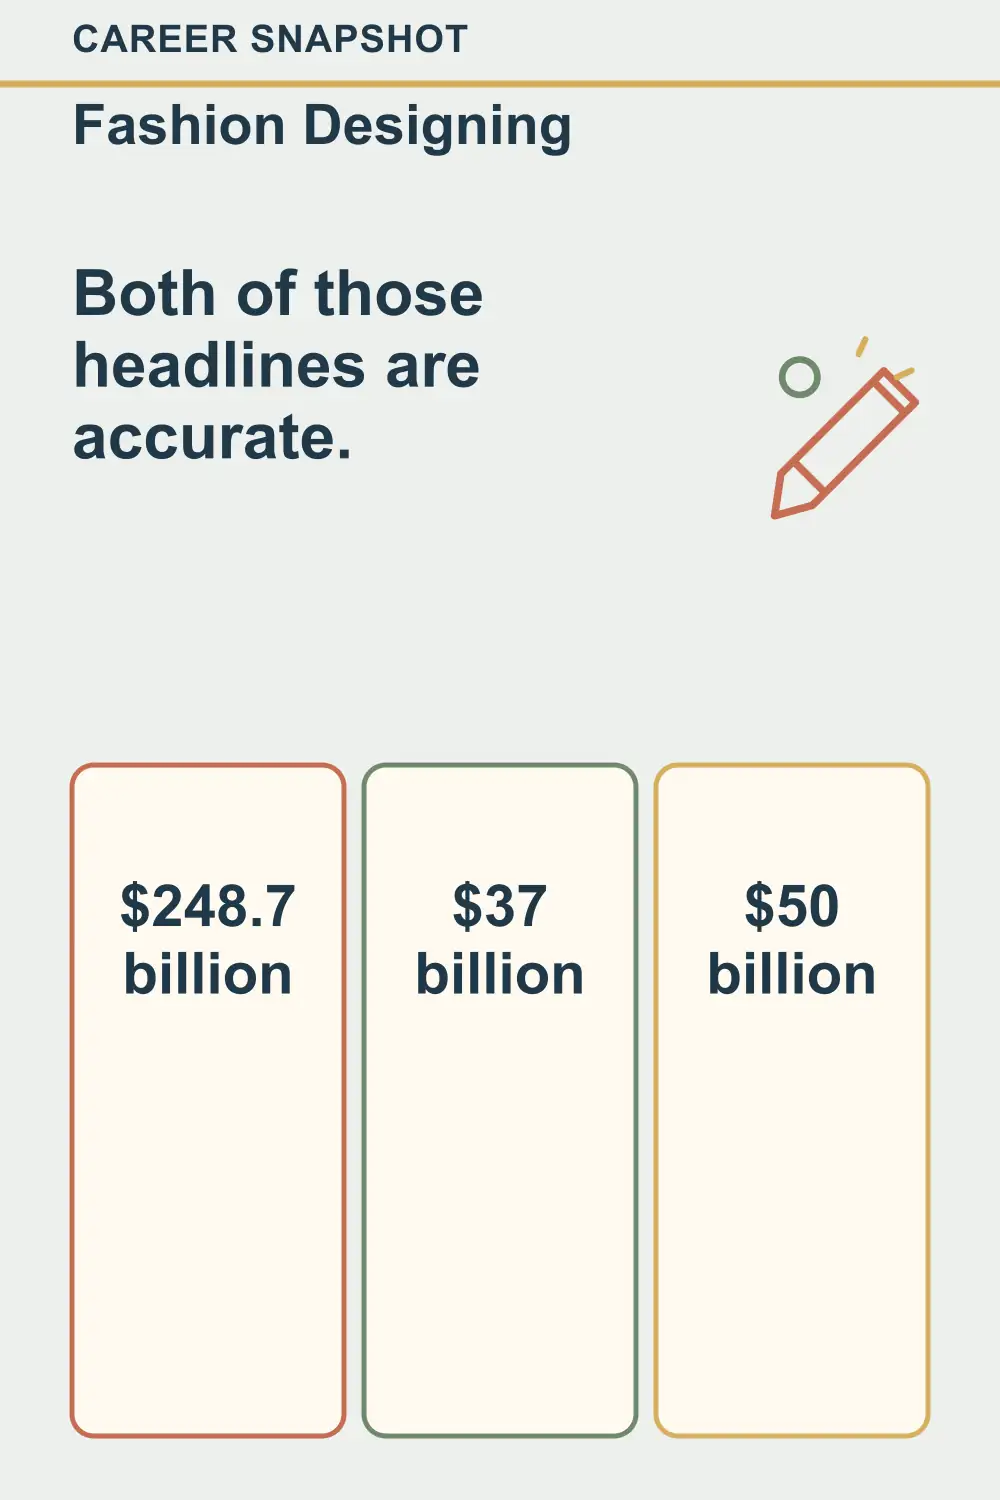 CAREER SNAPSHOT
Fashion Designing
Both of those
headlines are
accurate.
$248.7
billion
$37
billion
$50
billion